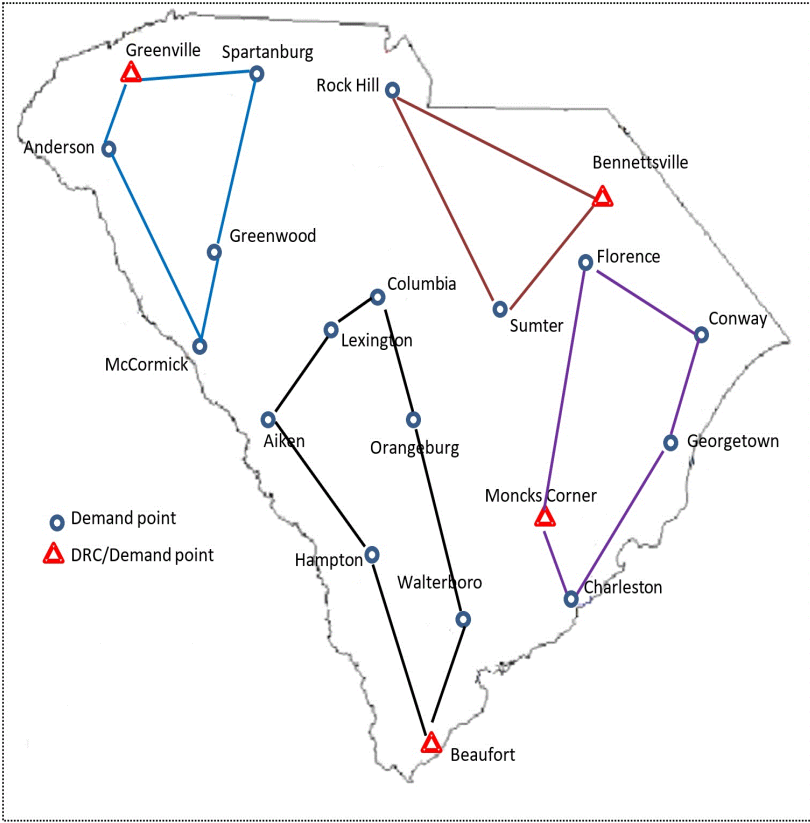 Greenville
Spartanburg
Rock Hill
Anderson
Bennettsville
Greenwood
Florence
Columbia
Conway
Sumter
Lexington
McCormick
Aiken
Orangeburg
Georgetown
Moncks Corner
Demand point
DRC/Demand point
Hampton
Walterboro
Charleston
Beaufort